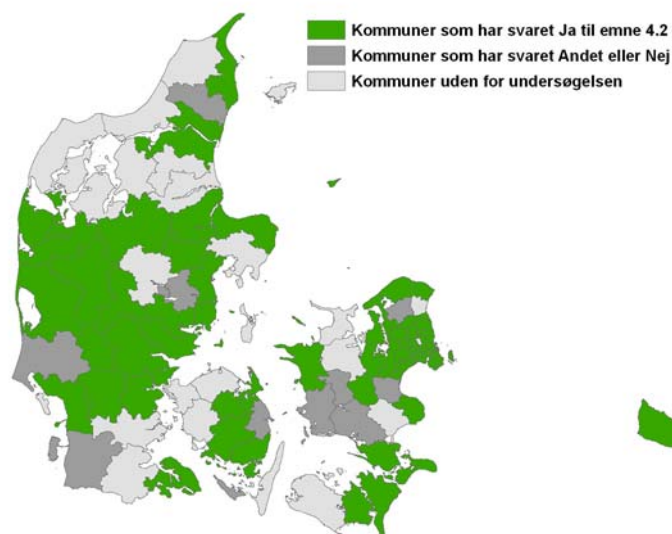 Kommuner som har svaret Ja til emne 4.2
Kommuner som har svaret Andet eller Nej
Kommuner uden for undersøgelsen